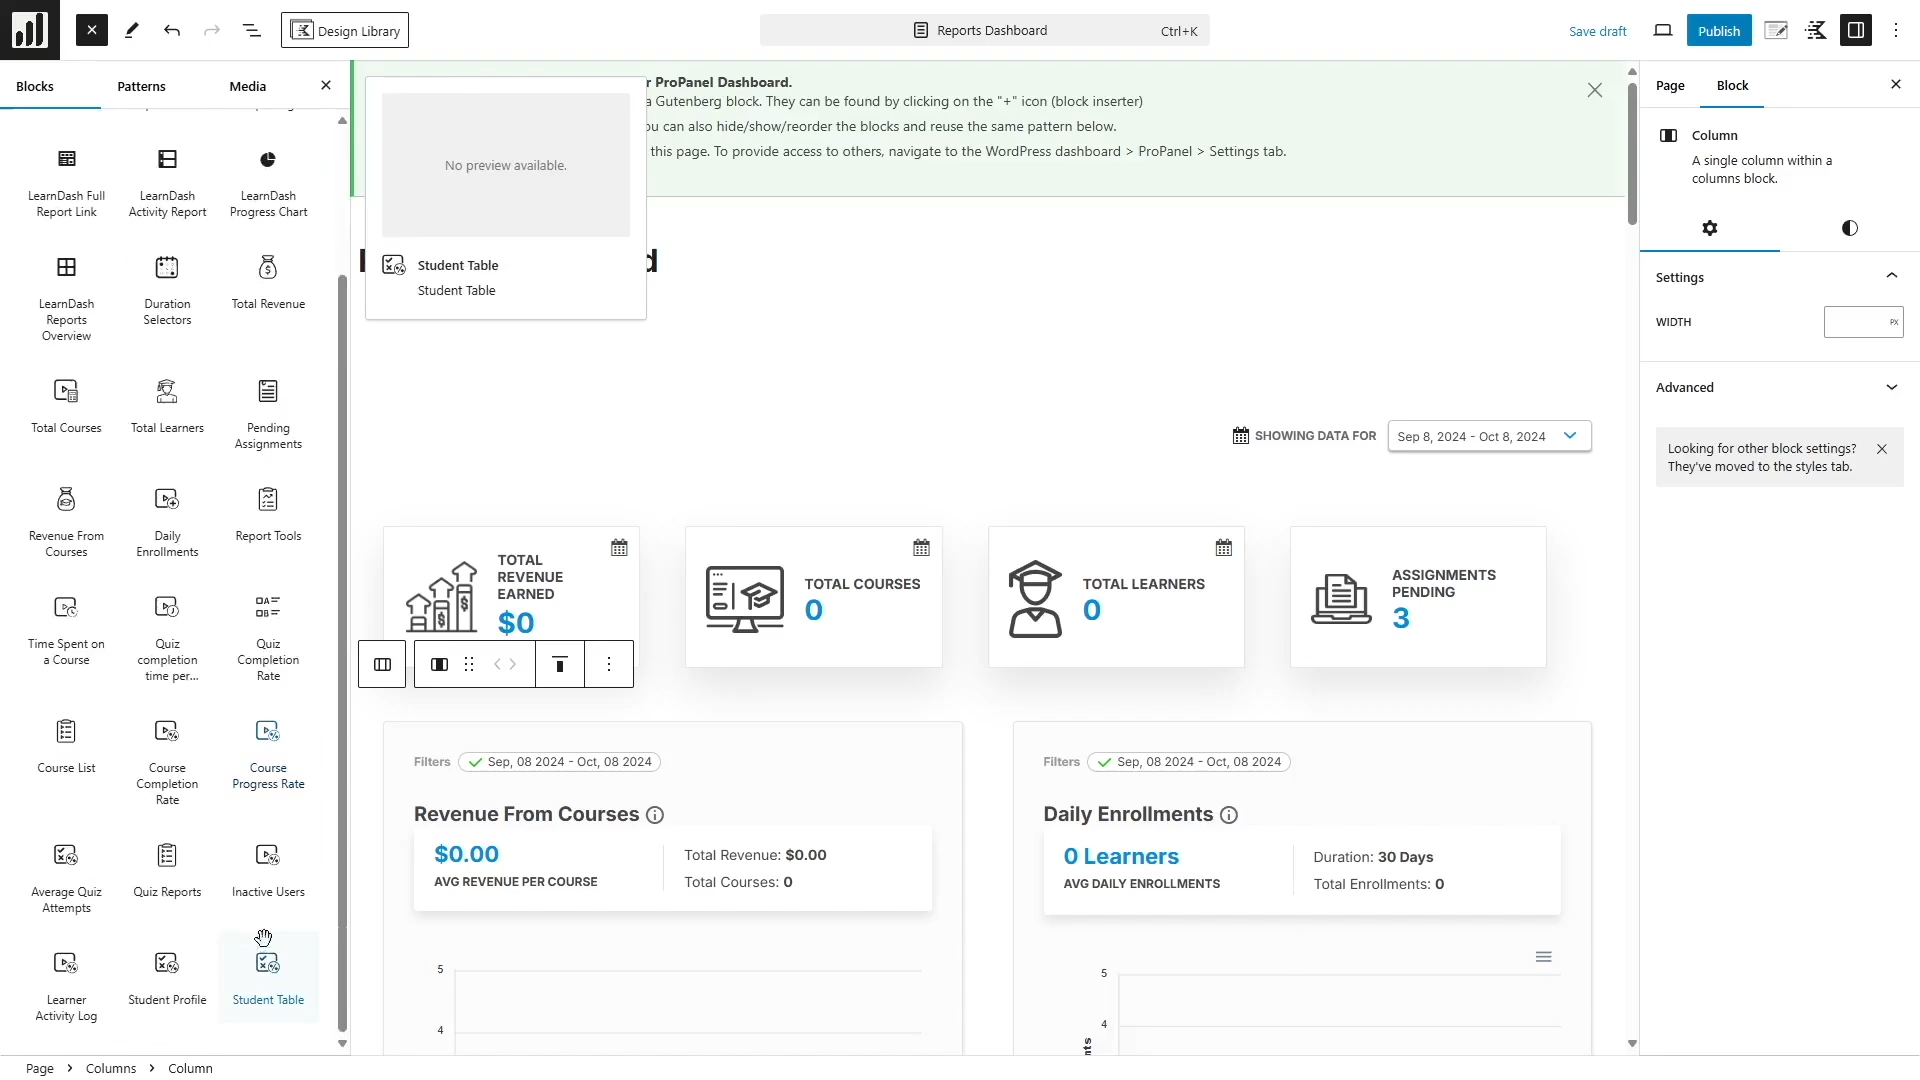 Design Library
Reports Dashboard
Ctrl+K
Save draft
Publish
Blocks
Patterns
Media
LearnDash Full
Report Link
LearnDash
Activity Report
LearnDash
Progress Chart
LearnDash
Reports
Overview
Duration
Selectors
Total Revenue
Total Courses
Total Learners
Pending
Assignments
Revenue From
Courses
Daily
Enrollments
Report Tools
Time Spent on
a Course
Quiz
completion
time per...
Quiz
Completion
Rate
Course List
Course
Completion
Rate
Course
Progress Rate
Average Quiz
Attempts
Quiz Reports
Inactive Users
Learner
Activity Log
Student Profile
Student Table
No preview available.
Student Table
Student Table
r ProPanel Dashboard.
a Gutenberg block. They can be found by clicking on the "+" icon (block inserter)
ou can also hide/show/reorder the blocks and reuse the same pattern below.
this page. To provide access to others, navigate to the WordPress dashboard > ProPanel > Settings tab.
d
SHOWING DATA FOR
Sep 8, 2024 - Oct 8, 2024
TOTAL
REVENUE
EARNED
$0
TOTAL COURSES
0
TOTAL LEARNERS
0
ASSIGNMENTS
PENDING
3
Filters
Sep, 08 2024 - Oct, 08 2024
Revenue From Courses
$0.00
AVG REVENUE PER COURSE
Total Revenue: $0.00
Total Courses: 0
5
4
Filters
Sep, 08 2024 - Oct, 08 2024
Daily Enrollments
0 Learners
AVG DAILY ENROLLMENTS
Duration: 30 Days
Total Enrollments: 0
5
4
nts
Page
Block
Column
A single column within a
columns block.
Settings
WIDTH
PX
Advanced
Looking for other block settings?
They've moved to the styles tab.
Page > Columns > Column